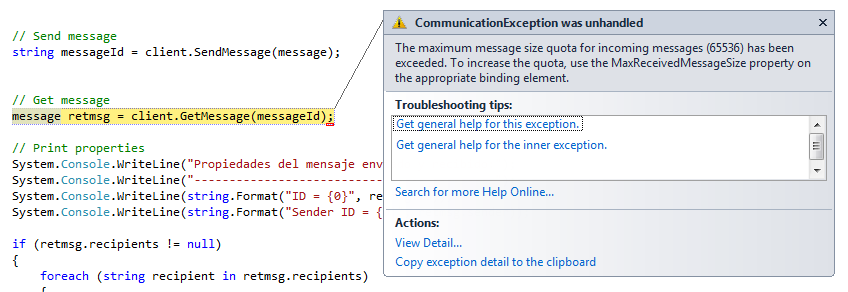 // Send message
string messageId = client.SendMessage(message);
// Get message
message retmsg = client.GetMessage(messageId);
// Print properties
System.Console.WriteLine("Propiedades del mensaje env
System.Console.WriteLine("----------------------------
System.Console.WriteLine(string.Format("ID = {0}", re
System.Console.WriteLine(string.Format("Sender ID = {
if (retmsg.recipients != null)
{
foreach (string recipient in retmsg.recipients)
{
CommunicationException was unhandled
The maximum message size quota for incoming messages (65536) has been
exceeded. To increase the quota, use the MaxReceivedMessageSize property on
the appropriate binding element.
Troubleshooting tips:
Get general help for this exception.
Get general help for the inner exception.
Search for more Help Online...
Actions:
View Detail...
Copy exception detail to the clipboard